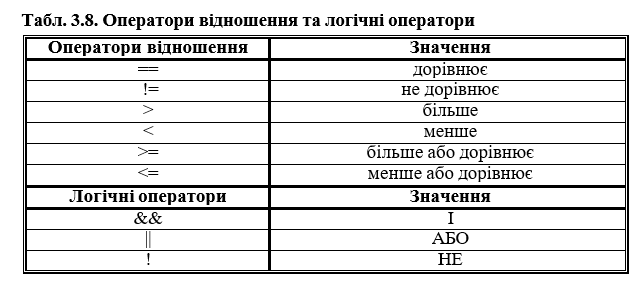 Табл. 3.8. Оператори відношення та логічні оператори
Оператори відношення Значення
== дорівнює
!= не дорівнює
> більше
< менше
>= більше або дорівнює
<= менше або дорівнює
Логічні оператори Значення
&& І
|| АБО
! НЕ